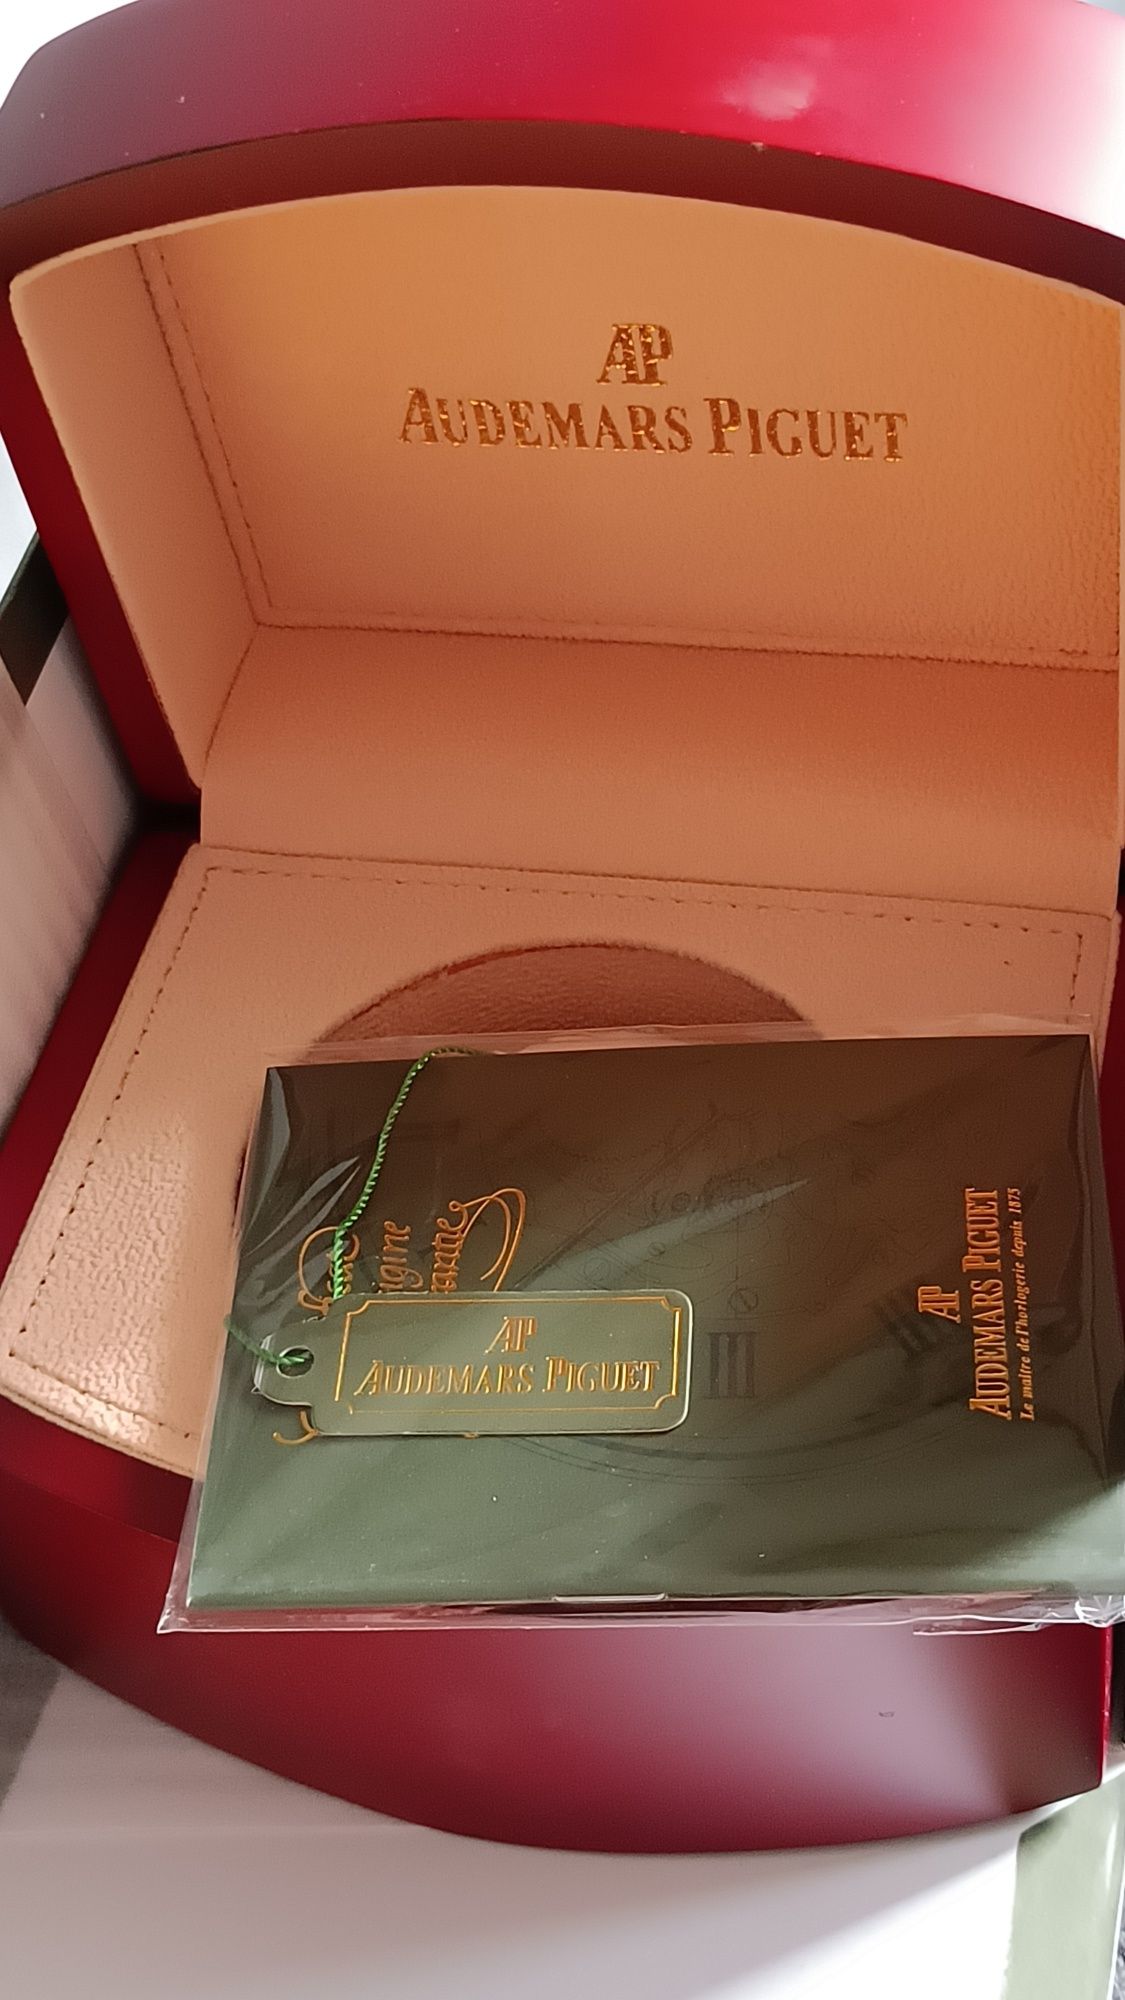 AP
AUDEMARS PIGUET
AP
AUDEMARS PIGUET
AP
AUDEMARS PIGUET
Le maître de l'horlogerie depuis 1875
III